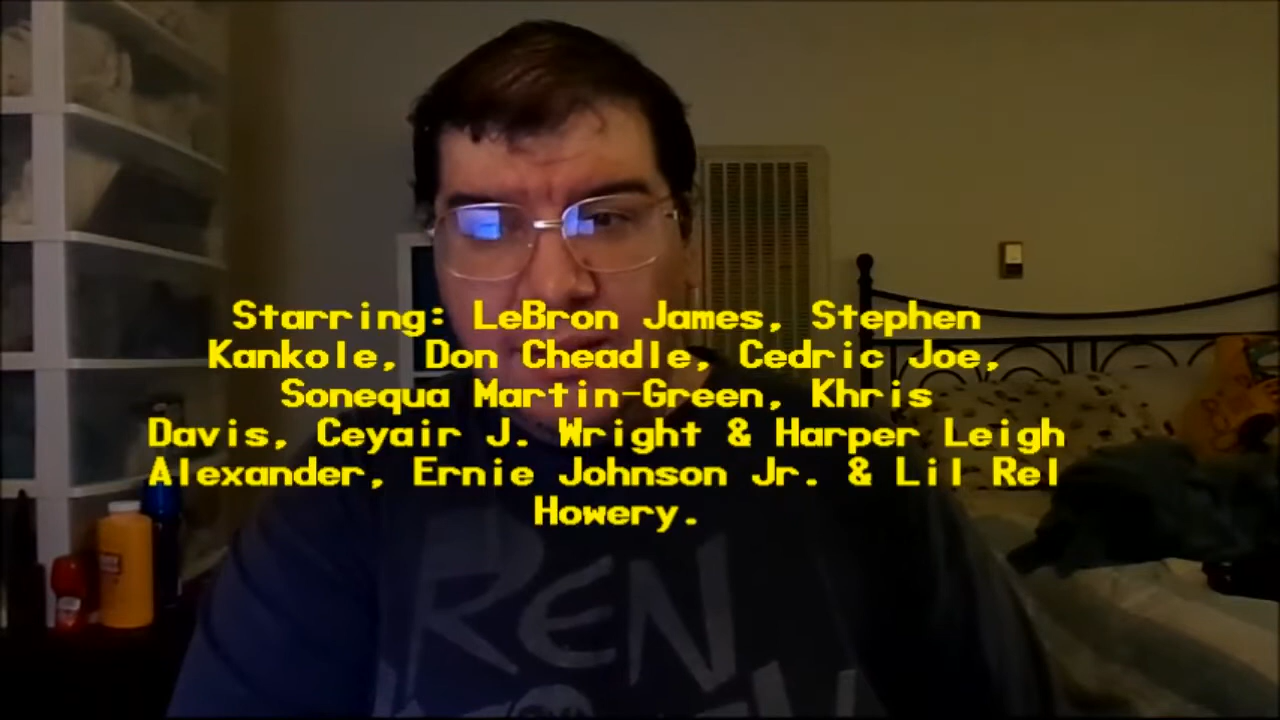 Starring: LeBron James, Stephen
Kankole, Don Cheadle, Cedric Joe,
Sonequa Martin-Green, Khris
Davis, Ceyair J. Wright & Harper Leigh
Alexander, Ernie Johnson Jr. & Lil Rel
Howery.
REN